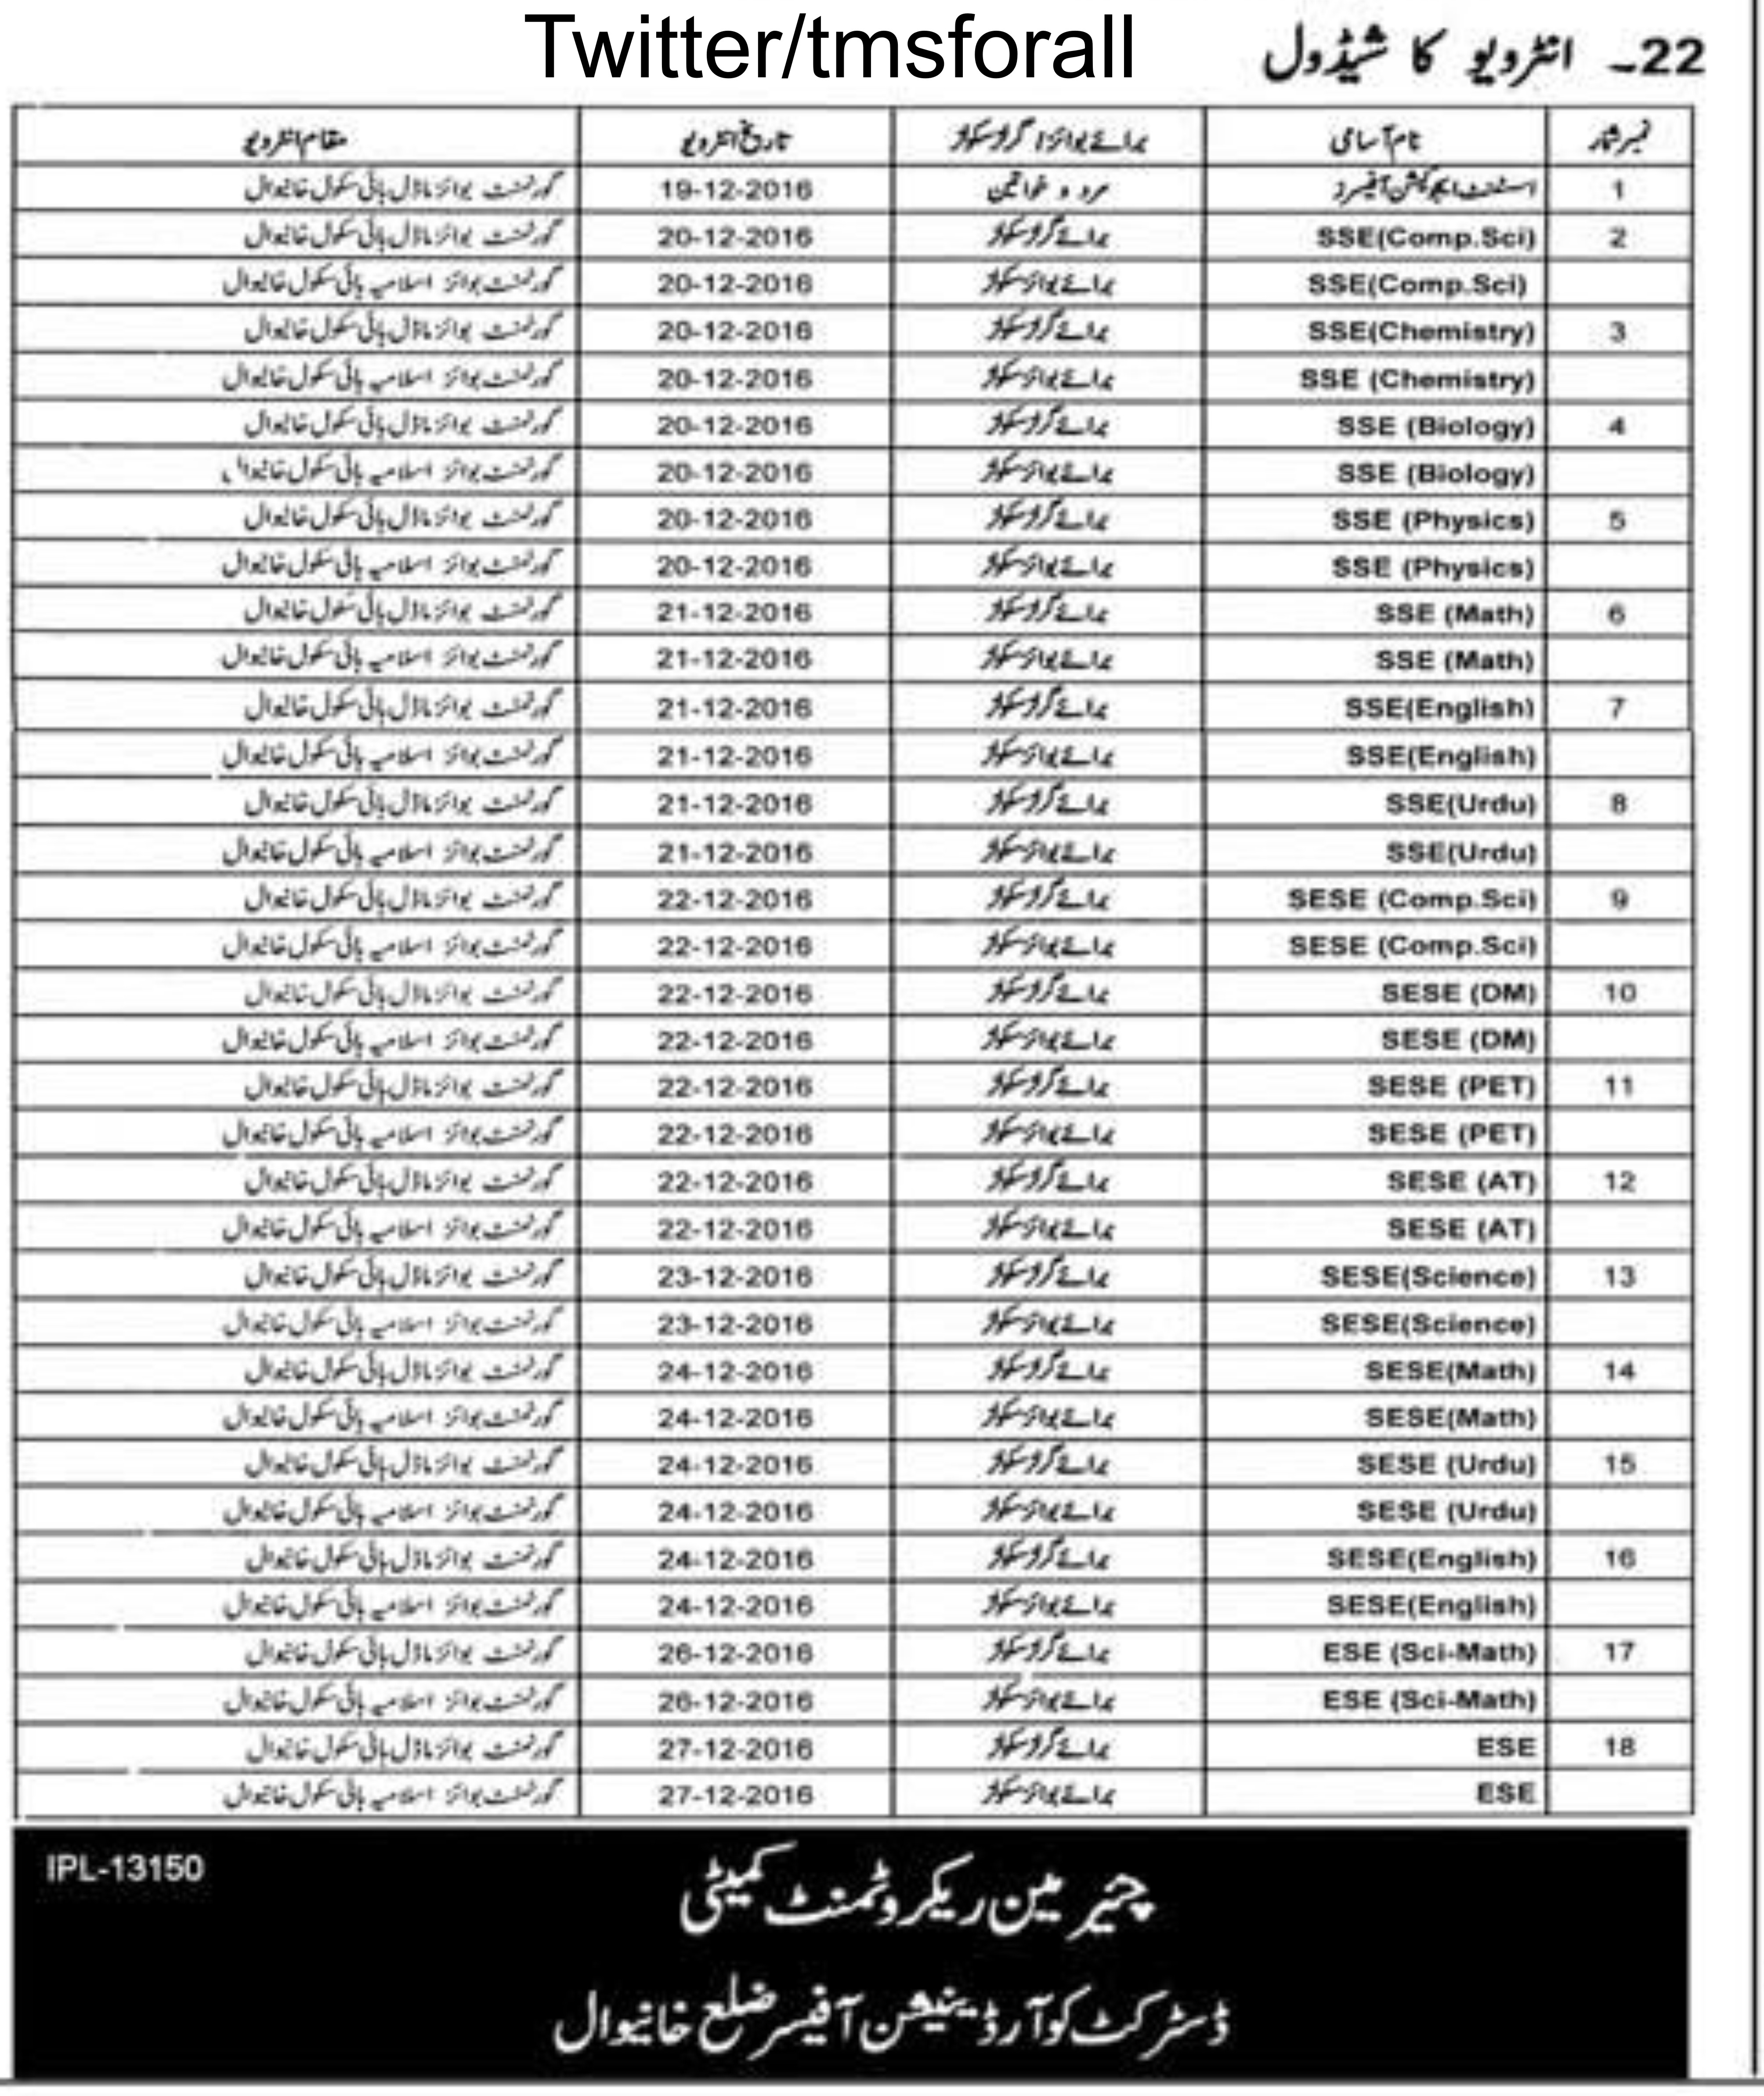 Twitter/tmsforall
22۔ انٹرویو کا شیڈول
نمبر شمار نام آسامی برائے بوائز/گرلز سکولز تاریخ انٹرویو مقام انٹرویو
1 اسسٹنٹ ایجوکیشن آفیسرز مرد و خواتین 19-12-2016 گورنمنٹ بوائز ماڈل ہائی سکول خانیوال
2 SSE(Comp.Sci) برائے گرلز سکولز 20-12-2016 گورنمنٹ بوائز ماڈل ہائی سکول خانیوال
SSE(Comp.Sci) برائے بوائز سکولز 20-12-2016 گورنمنٹ بوائز اسلامیہ ہائی سکول خانیوال
3 SSE(Chemistry) برائے گرلز سکولز 20-12-2016 گورنمنٹ بوائز ماڈل ہائی سکول خانیوال
SSE (Chemistry) برائے بوائز سکولز 20-12-2016 گورنمنٹ بوائز اسلامیہ ہائی سکول خانیوال
4 SSE (Biology) برائے گرلز سکولز 20-12-2016 گورنمنٹ بوائز ماڈل ہائی سکول خانیوال
SSE (Biology) برائے بوائز سکولز 20-12-2016 گورنمنٹ بوائز اسلامیہ ہائی سکول خانیوال
5 SSE (Physics) برائے گرلز سکولز 20-12-2016 گورنمنٹ بوائز ماڈل ہائی سکول خانیوال
SSE (Physics) برائے بوائز سکولز 20-12-2016 گورنمنٹ بوائز اسلامیہ ہائی سکول خانیوال
6 SSE (Math) برائے گرلز سکولز 21-12-2016 گورنمنٹ بوائز ماڈل ہائی سکول خانیوال
SSE (Math) برائے بوائز سکولز 21-12-2016 گورنمنٹ بوائز اسلامیہ ہائی سکول خانیوال
7 SSE(English) برائے گرلز سکولز 21-12-2016 گورنمنٹ بوائز ماڈل ہائی سکول خانیوال
SSE(English) برائے بوائز سکولز 21-12-2016 گورنمنٹ بوائز اسلامیہ ہائی سکول خانیوال
8 SSE(Urdu) برائے گرلز سکولز 21-12-2016 گورنمنٹ بوائز ماڈل ہائی سکول خانیوال
SSE(Urdu) برائے بوائز سکولز 21-12-2016 گورنمنٹ بوائز اسلامیہ ہائی سکول خانیوال
9 SESE (Comp.Sci) برائے گرلز سکولز 22-12-2016 گورنمنٹ بوائز ماڈل ہائی سکول خانیوال
SESE (Comp.Sci) برائے بوائز سکولز 22-12-2016 گورنمنٹ بوائز اسلامیہ ہائی سکول خانیوال
10 SESE (DM) برائے گرلز سکولز 22-12-2016 گورنمنٹ بوائز ماڈل ہائی سکول خانیوال
SESE (DM) برائے بوائز سکولز 22-12-2016 گورنمنٹ بوائز اسلامیہ ہائی سکول خانیوال
11 SESE (PET) برائے گرلز سکولز 22-12-2016 گورنمنٹ بوائز ماڈل ہائی سکول خانیوال
SESE (PET) برائے بوائز سکولز 22-12-2016 گورنمنٹ بوائز اسلامیہ ہائی سکول خانیوال
12 SESE (AT) برائے گرلز سکولز 22-12-2016 گورنمنٹ بوائز ماڈل ہائی سکول خانیوال
SESE (AT) برائے بوائز سکولز 22-12-2016 گورنمنٹ بوائز اسلامیہ ہائی سکول خانیوال
13 SESE(Science) برائے گرلز سکولز 23-12-2016 گورنمنٹ بوائز ماڈل ہائی سکول خانیوال
SESE(Science) برائے بوائز سکولز 23-12-2016 گورنمنٹ بوائز اسلامیہ ہائی سکول خانیوال
14 SESE(Math) برائے گرلز سکولز 24-12-2016 گورنمنٹ بوائز ماڈل ہائی سکول خانیوال
SESE(Math) برائے بوائز سکولز 24-12-2016 گورنمنٹ بوائز اسلامیہ ہائی سکول خانیوال
15 SESE (Urdu) برائے گرلز سکولز 24-12-2016 گورنمنٹ بوائز ماڈل ہائی سکول خانیوال
SESE (Urdu) برائے بوائز سکولز 24-12-2016 گورنمنٹ بوائز اسلامیہ ہائی سکول خانیوال
16 SESE(English) برائے گرلز سکولز 24-12-2016 گورنمنٹ بوائز ماڈل ہائی سکول خانیوال
SESE(English) برائے بوائز سکولز 24-12-2016 گورنمنٹ بوائز اسلامیہ ہائی سکول خانیوال
17 ESE (Sci-Math) برائے گرلز سکولز 26-12-2016 گورنمنٹ بوائز ماڈل ہائی سکول خانیوال
ESE (Sci-Math) برائے بوائز سکولز 26-12-2016 گورنمنٹ بوائز اسلامیہ ہائی سکول خانیوال
18 ESE برائے گرلز سکولز 27-12-2016 گورنمنٹ بوائز ماڈل ہائی سکول خانیوال
ESE برائے بوائز سکولز 27-12-2016 گورنمنٹ بوائز اسلامیہ ہائی سکول خانیوال
IPL-13150
چیئرمین ریکروٹمنٹ کمیٹی
ڈسٹرکٹ کوآرڈینیشن آفیسر ضلع خانیوال